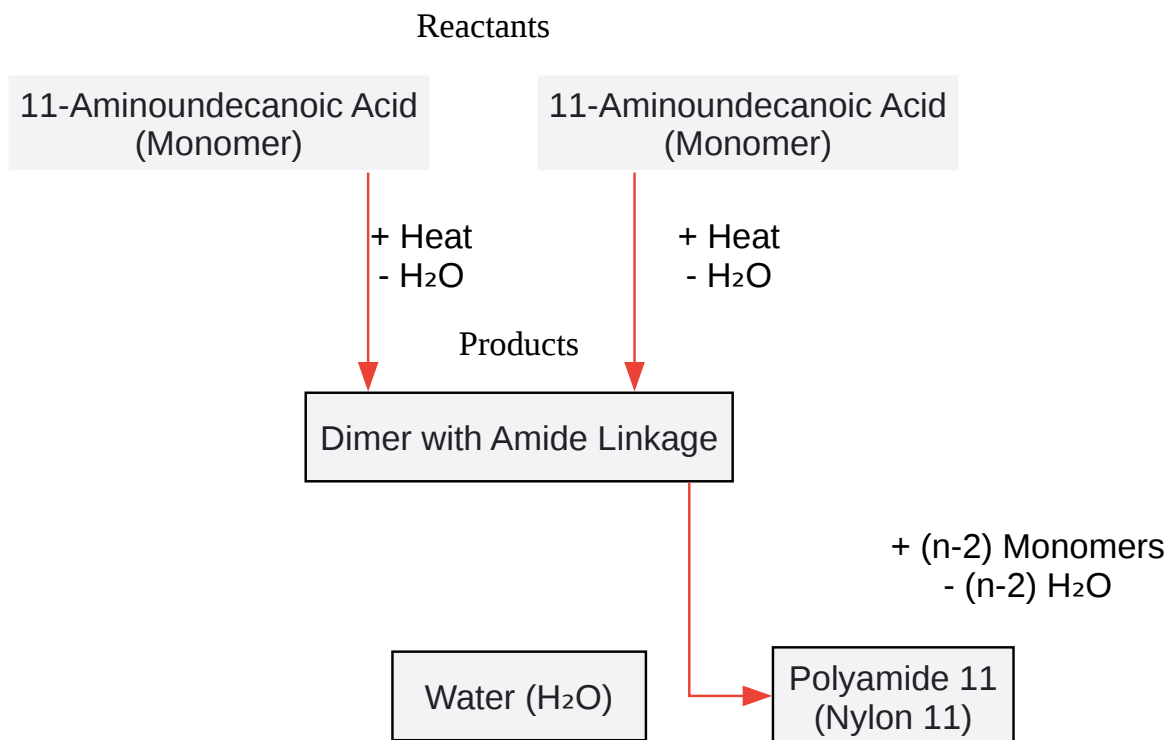 Reactants
11-Aminoundecanoic Acid
(Monomer)
11-Aminoundecanoic Acid
(Monomer)
+ Heat
- H₂O
+ Heat
- H₂O
Products
Dimer with Amide Linkage
+ (n-2) Monomers
- (n-2) H₂O
Water (H₂O)
Polyamide 11
(Nylon 11)